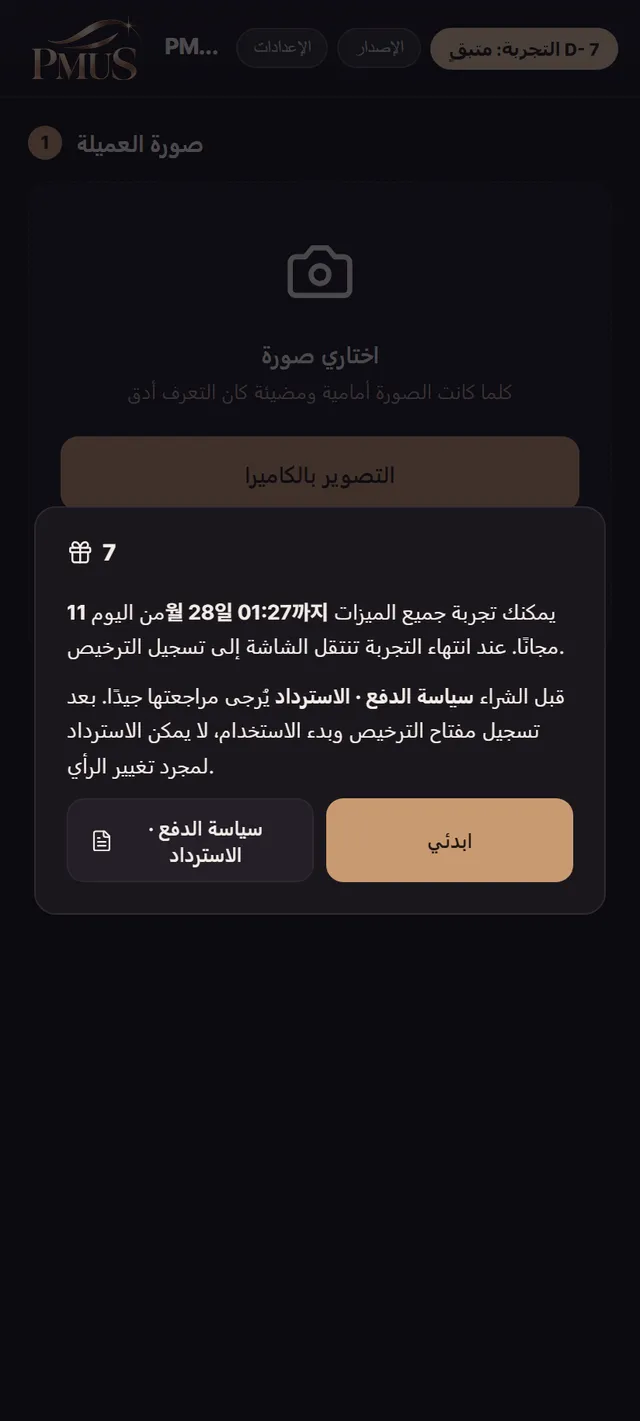 PMUS
PM...
الإعدادات
الإصدار
التجربة: متبقٍ D- 7
1
صورة العميلة
اختاري صورة
كلما كانت الصورة أمامية ومضيئة كان التعرف أدق
التصوير بالكاميرا
7
يمكنك تجربة جميع الميزات من اليوم 11월 28일 01:27까지
مجانًا. عند انتهاء التجربة تنتقل الشاشة إلى تسجيل الترخيص.
قبل الشراء سياسة الدفع · الاسترداد يُرجى مراجعتها جيدًا. بعد
تسجيل مفتاح الترخيص وبدء الاستخدام، لا يمكن الاسترداد
لمجرد تغيير الرأي.
سياسة الدفع ·
الاسترداد
ابدئي